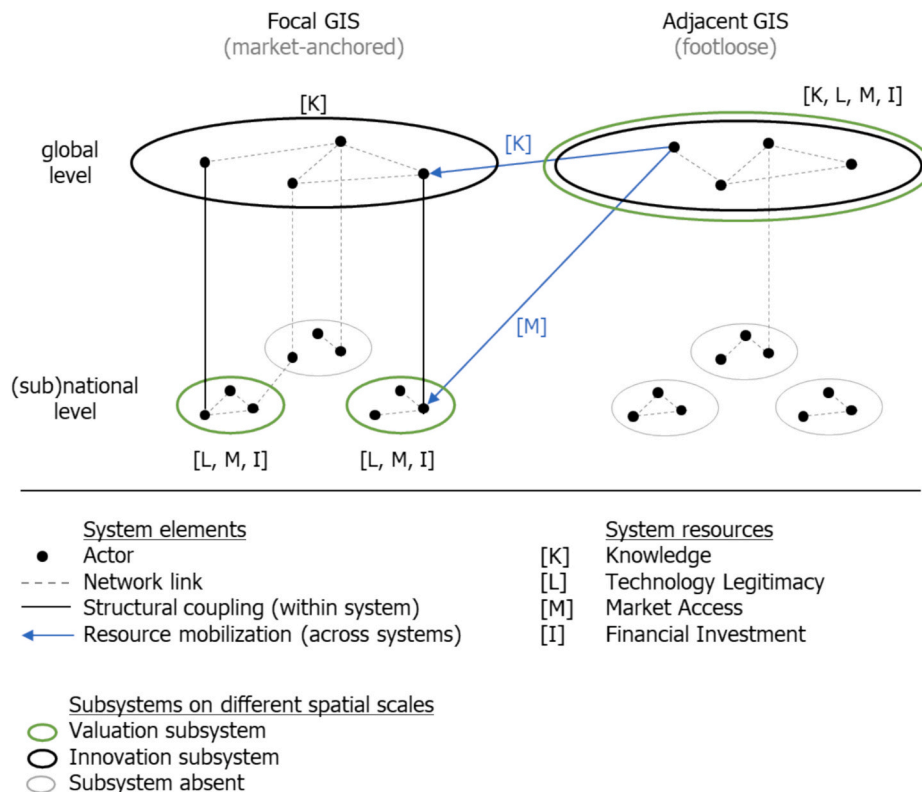 Focal GIS
(market-anchored)
Adjacent GIS
(footloose)
[K]
[K, L, M, I]
global
level
[K]
[M]
(sub)national
level
[L, M, I]
[L, M, I]
System elements
Actor
Network link
Structural coupling (within system)
Resource mobilization (across systems)
System resources
[K] Knowledge
[L] Technology Legitimacy
[M] Market Access
[I] Financial Investment
Subsystems on different spatial scales
Valuation subsystem
Innovation subsystem
Subsystem absent